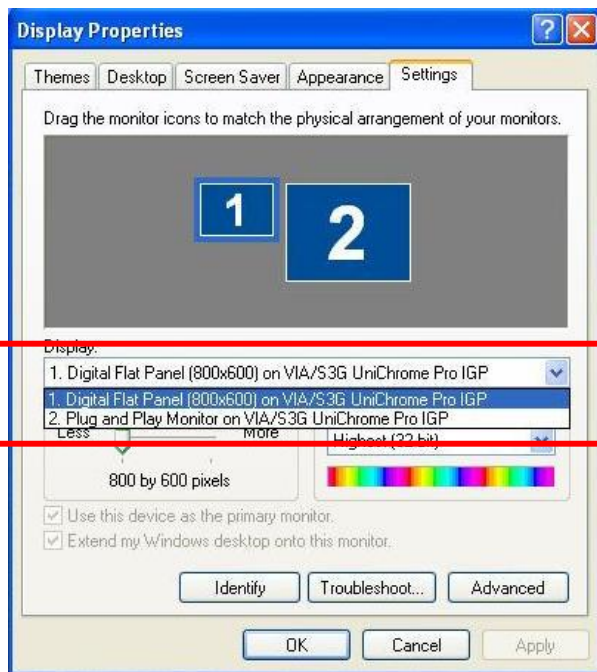 Display Properties
Themes Desktop Screen Saver Appearance Settings
Drag the monitor icons to match the physical arrangement of your monitors.
1 2
Display:
1. Digital Flat Panel (800x600) on VIA/S3G UniChrome Pro IGP
1. Digital Flat Panel (800x600) on VIA/S3G UniChrome Pro IGP
2. Plug and Play Monitor on VIA/S3G UniChrome Pro IGP
Less More Highest (32 bit)
800 by 600 pixels
Use this device as the primary monitor.
Extend my Windows desktop onto this monitor.
Identify Troubleshoot... Advanced
OK Cancel Apply